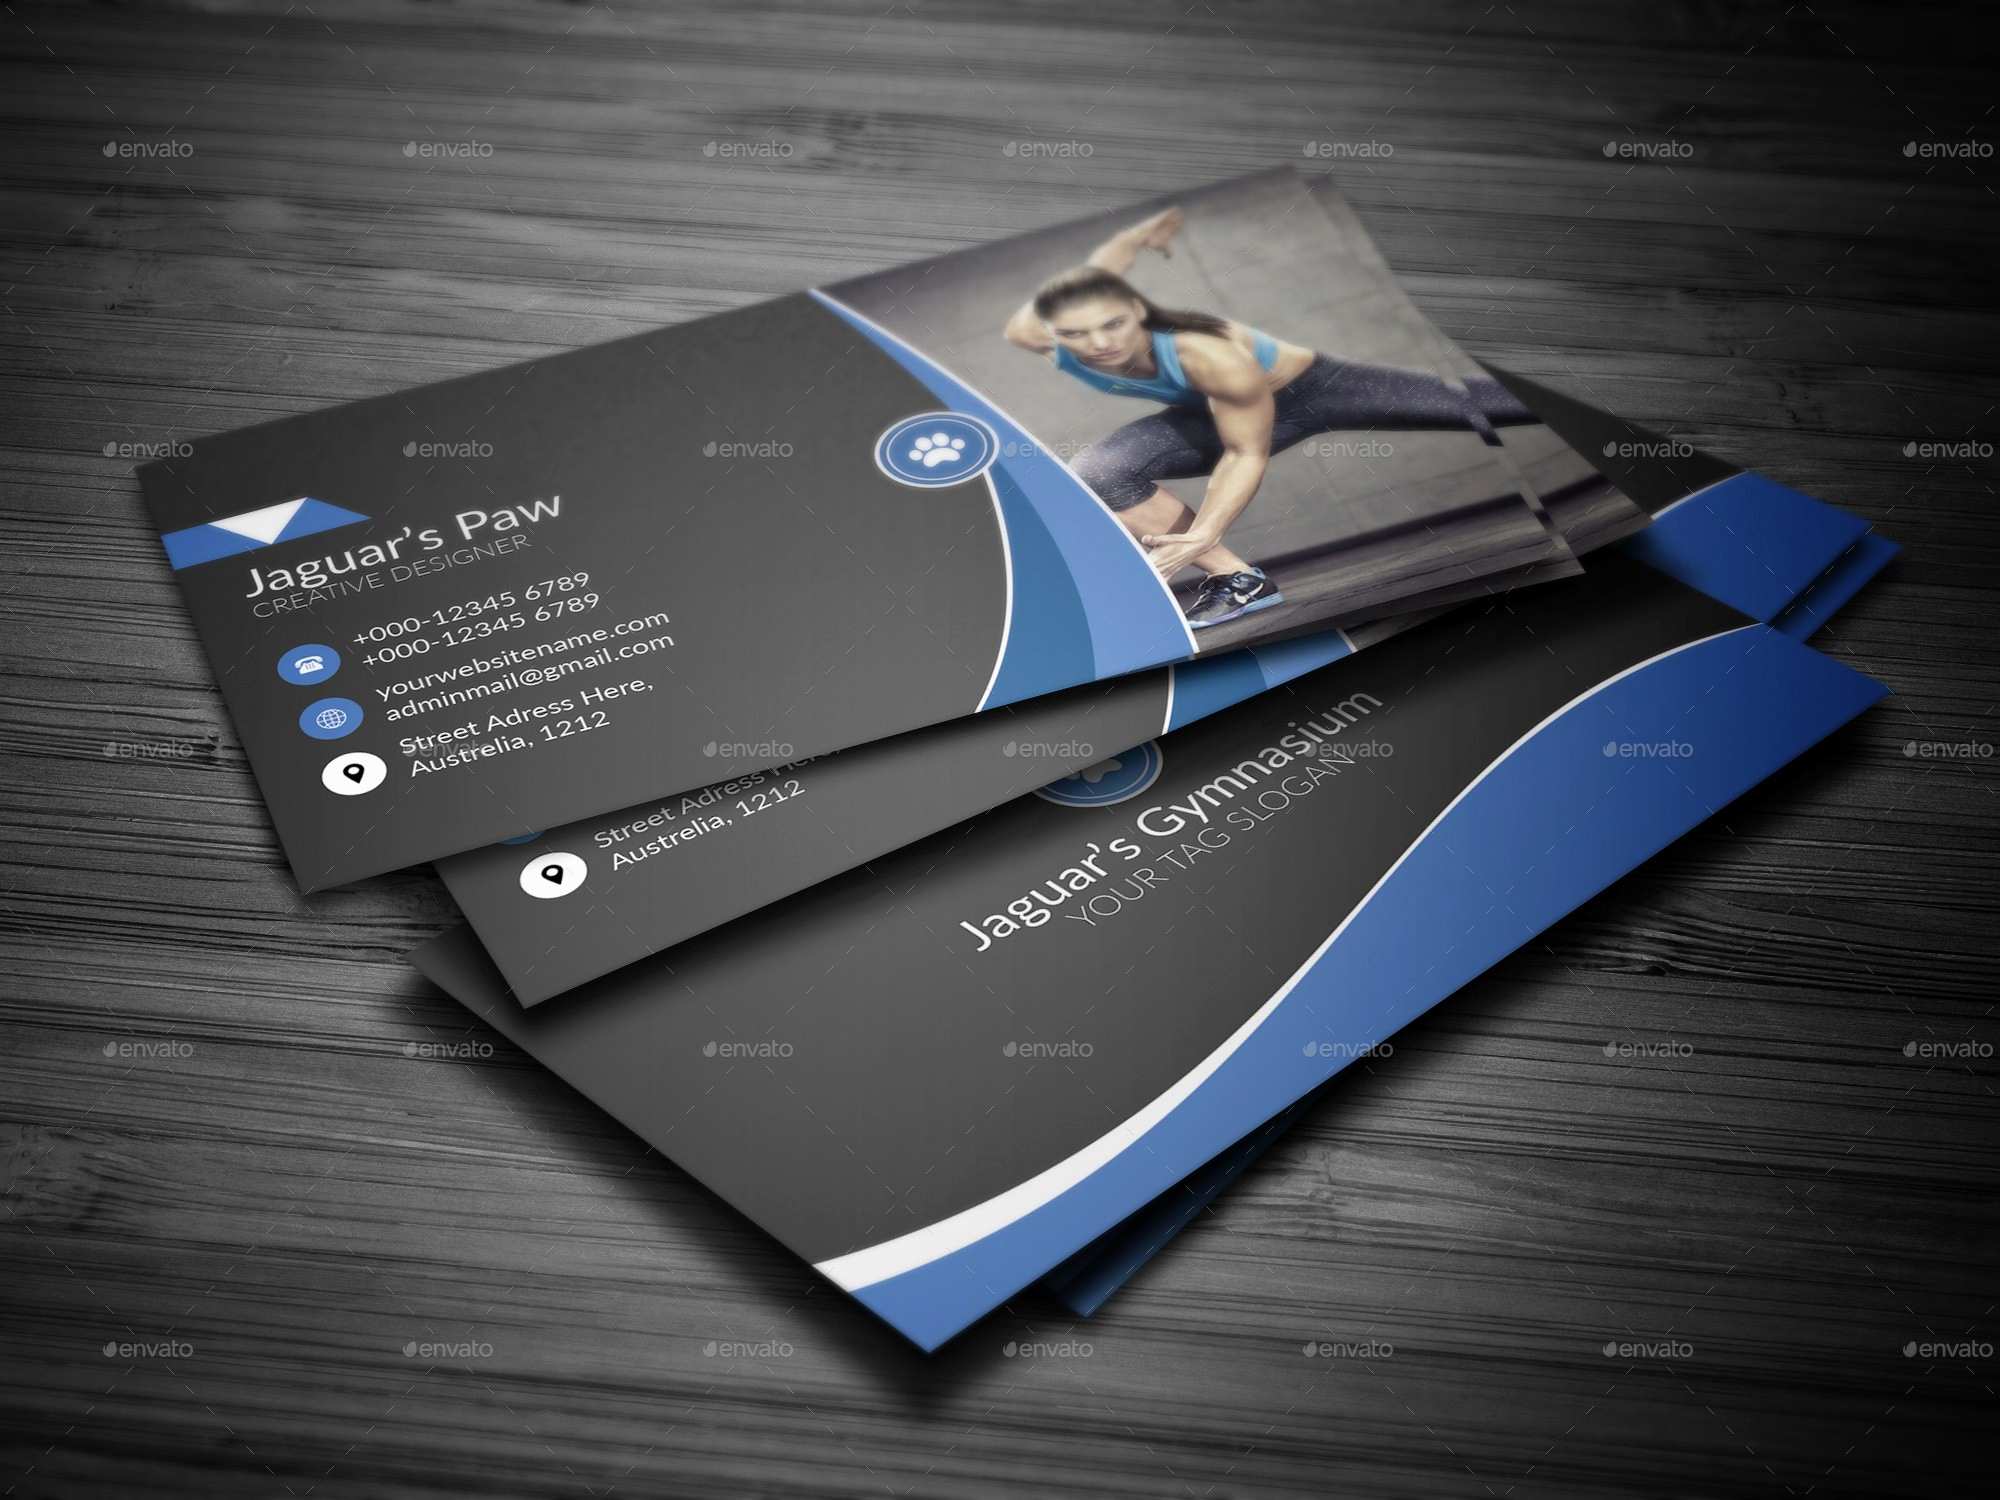 Jaguar's Paw
CREATIVE DESIGNER
+000-12345 6789
+000-12345 6789
yourwebsitename.com
adminmail@gmail.com
Street Adress Here,
Austrelia, 1212
Street Adress Here,
Austrelia, 1212
Jaguar's Gymnasium
YOUR TAG SLOGAN
envato envato envato envato envato envato envato
envato envato envato envato envato envato envato
envato envato envato envato envato envato envato
envato envato envato envato envato envato envato
envato envato envato envato envato envato envato